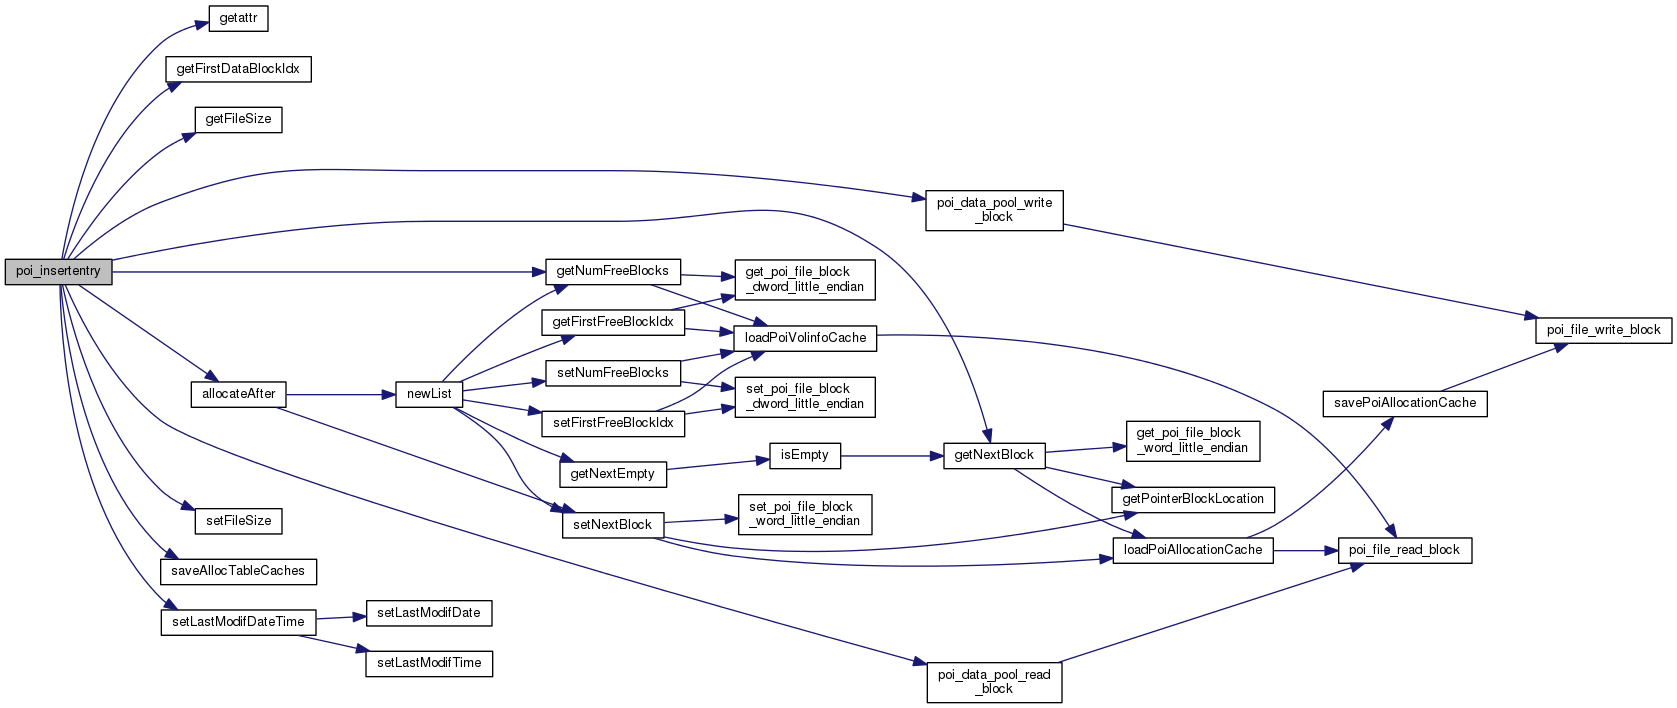 getattr
getFirstDataBlockIdx
getFileSize
poi_data_pool_write
_block
poi_insertentry
getNumFreeBlocks
get_poi_file_block
_dword_little_endian
getFirstFreeBlockIdx
loadPoiVolinfoCache
poi_file_write_block
setNumFreeBlocks
set_poi_file_block
_dword_little_endian
allocateAfter
newList
savePoiAllocationCache
setFirstFreeBlockIdx
isEmpty
getNextBlock
get_poi_file_block
_word_little_endian
getNextEmpty
getPointerBlockLocation
set_poi_file_block
_word_little_endian
setFileSize
setNextBlock
loadPoiAllocationCache
poi_file_read_block
saveAllocTableCaches
setLastModifDateTime
setLastModifDate
setLastModifTime
poi_data_pool_read
_block